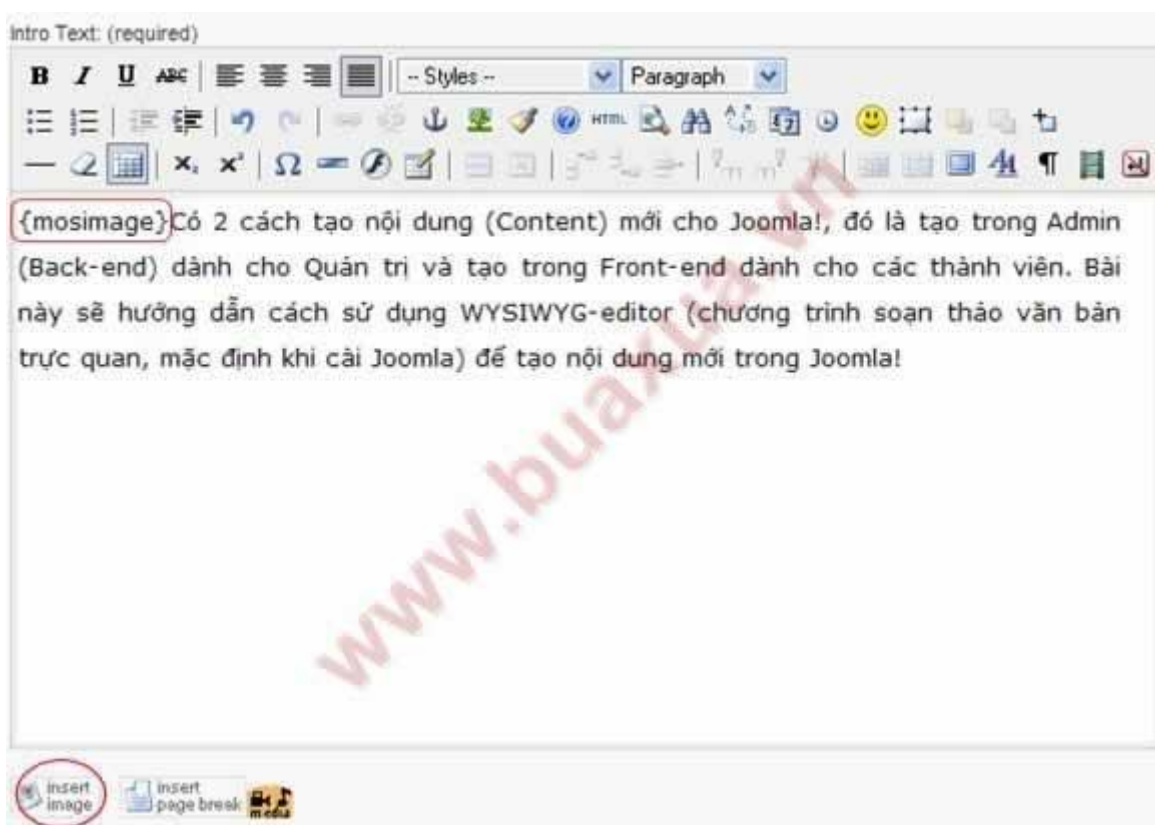 Intro Text: (required)
B I U ABC -- Styles -- Paragraph
HTML
{mosimage}Có 2 cách tạo nội dung (Content) mới cho Joomla!, đó là tạo trong Admin
(Back-end) dành cho Quản trị và tạo trong Front-end dành cho các thành viên. Bài
này sẽ hướng dẫn cách sử dụng WYSIWYG-editor (chương trình soạn thảo văn bản
trực quan, mặc định khi cài Joomla) để tạo nội dung mới trong Joomla!
www.buaxua.vn
insert
image
insert
page break
media